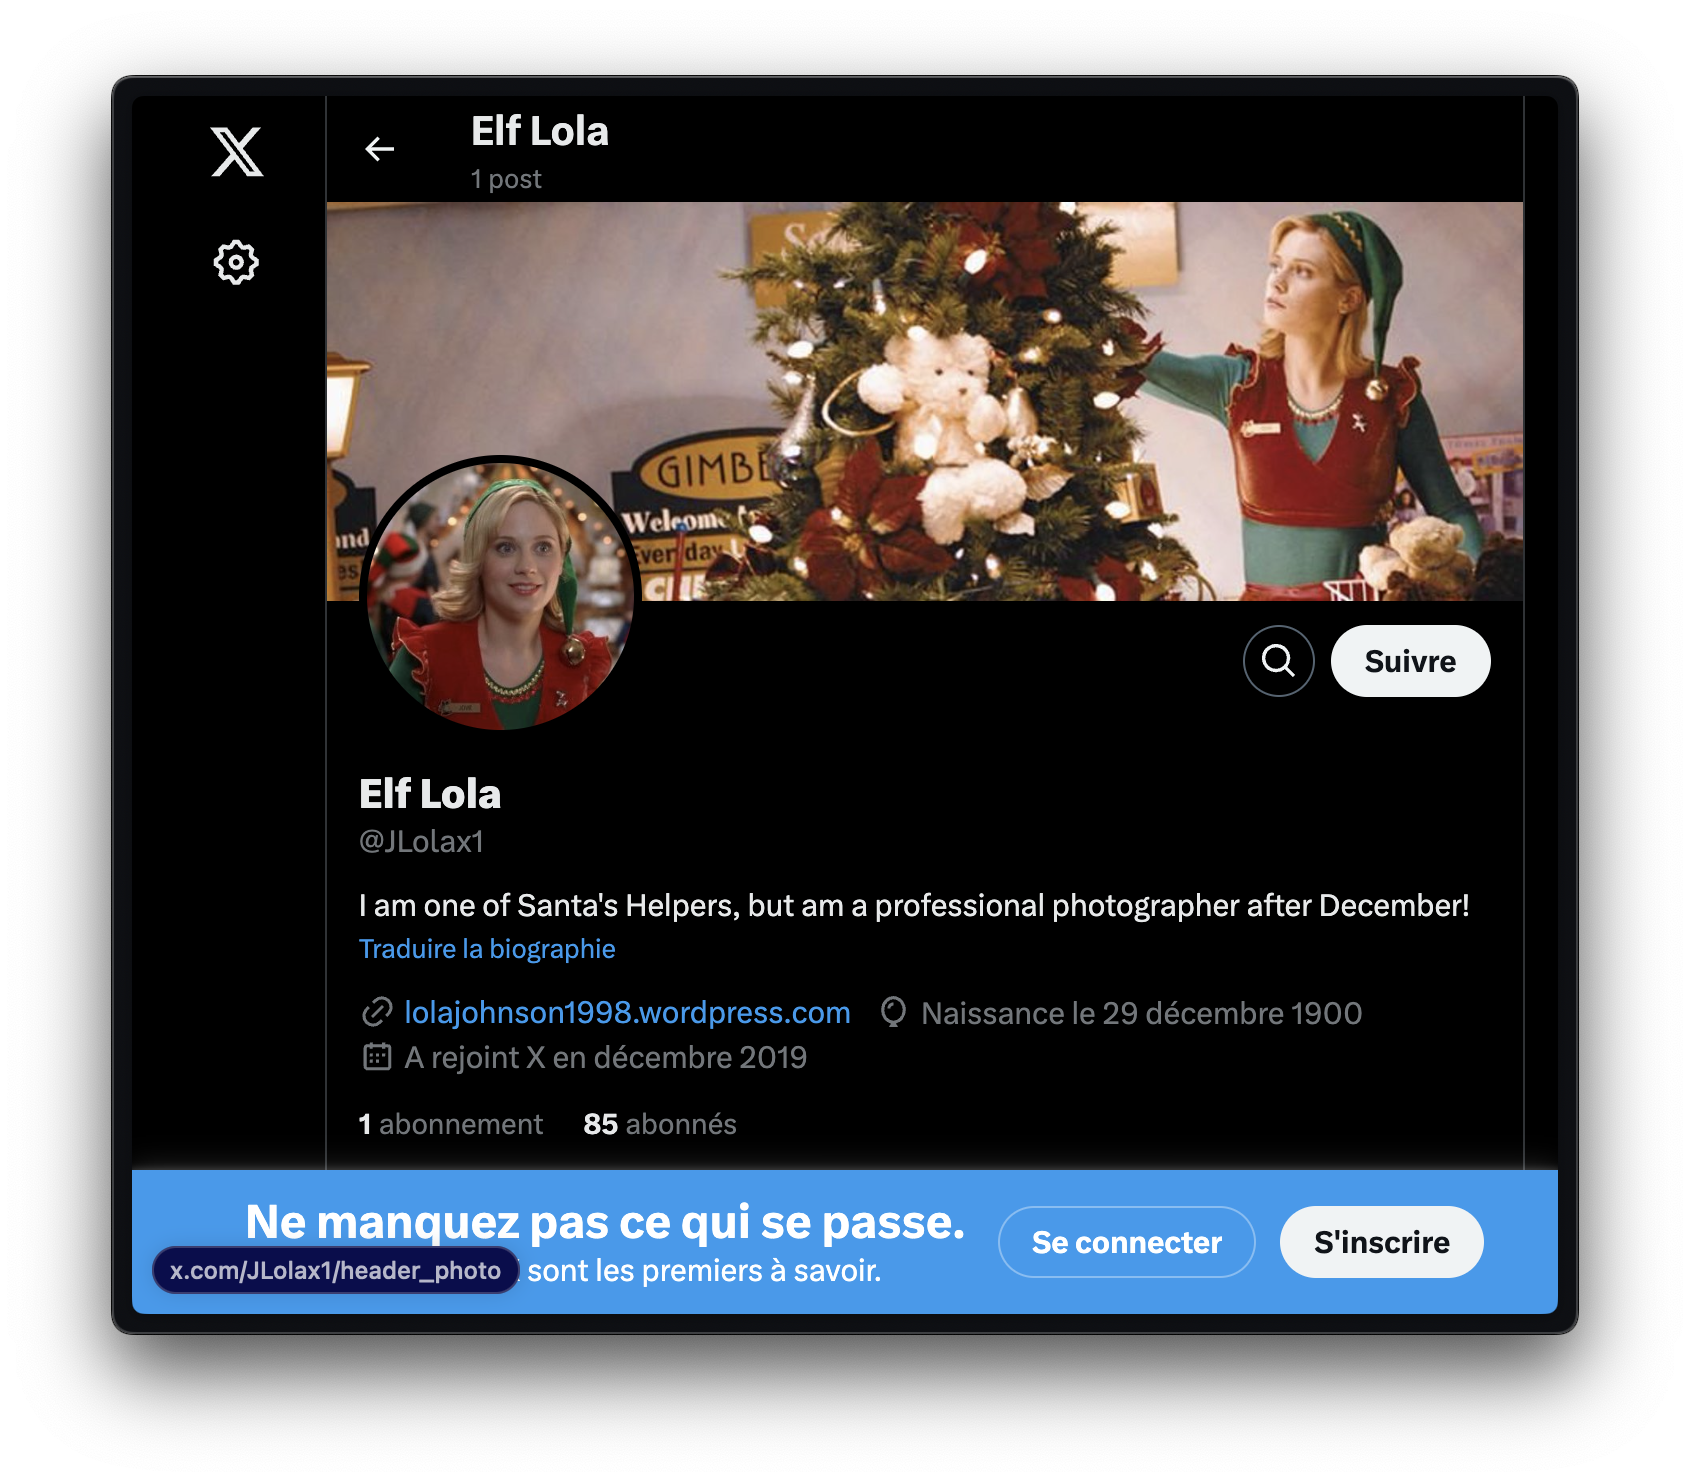 Elf Lola
1 post
GIMBE
Welcome
Everyday
Suivre
Elf Lola
@JLolax1
I am one of Santa's Helpers, but am a professional photographer after December!
Traduire la biographie
lolajohnson1998.wordpress.com Naissance le 29 décembre 1900
A rejoint X en décembre 2019
1 abonnement 85 abonnés
Ne manquez pas ce qui se passe.
x.com/JLolax1/header_photo sont les premiers à savoir.
Se connecter
S'inscrire